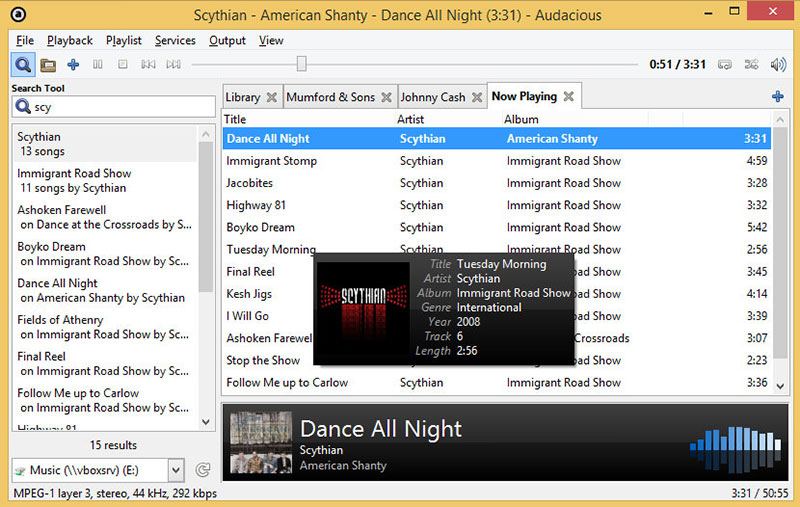 Scythian - American Shanty - Dance All Night (3:31) - Audacious
File Playback Playlist Services Output View
0:51 / 3:31
Search Tool
scy
Scythian
13 songs
Immigrant Road Show
11 songs by Scythian
Ashoken Farewell
on Dance at the Crossroads by S...
Boyko Dream
on Immigrant Road Show by Sc...
Dance All Night
on American Shanty by Scythian
Fields of Athenry
on Immigrant Road Show by Sc...
Final Reel
on Immigrant Road Show by Sc...
Follow Me up to Carlow
on Immigrant Road Show by Sc...
Highway 81
15 results
Music (\\vboxsrv) (E:)
Library Mumford & Sons Johnny Cash Now Playing
Title Artist Album
Dance All Night Scythian American Shanty 3:31
Immigrant Stomp Scythian Immigrant Road Show 4:59
Jacobites Scythian Immigrant Road Show 3:28
Highway 81 Scythian Immigrant Road Show 3:32
Boyko Dream Scythian Immigrant Road Show 5:42
Tuesday Morning Scythian Immigrant Road Show 2:56
Final Reel 3:45
Kesh Jigs 4:14
I Will Go 3:39
Ashoken Farewell Crossroads 3:07
Stop the Show 2:23
Follow Me up to Carlow Scythian Immigrant Road Show 3:36
SCYTHIAN
Title Tuesday Morning
Artist Scythian
Album Immigrant Road Show
Genre International
Year 2008
Track 6
Length 2:56
Dance All Night
Scythian
American Shanty
MPEG-1 layer 3, stereo, 44 kHz, 292 kbps
3:31 / 50:55